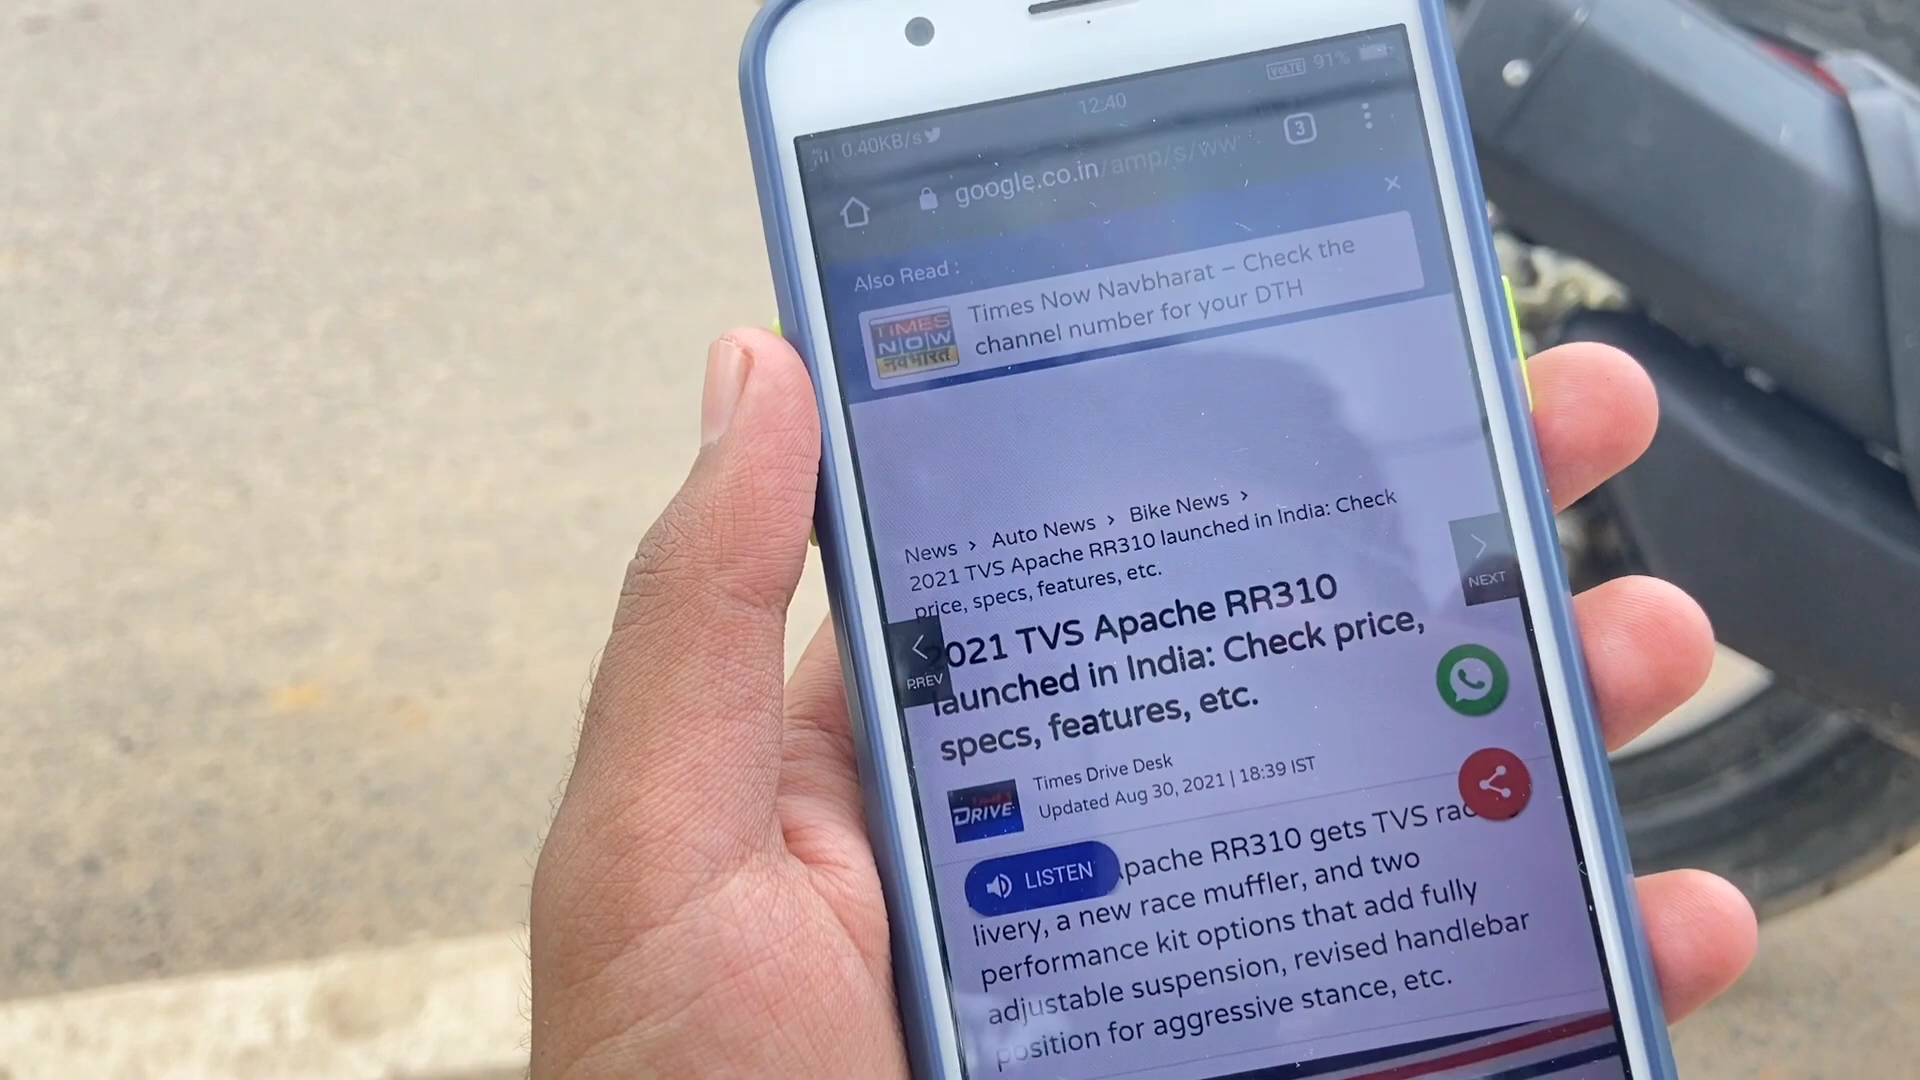 0.40KB/s
12:40
VoLTE 91%
google.co.in/amp/s/ww
3
Also Read :
TIMES
NOW
नवभारत
Times Now Navbharat – Check the
channel number for your DTH
News > Auto News > Bike News >
2021 TVS Apache RR310 launched in India: Check
price, specs, features, etc.
2021 TVS Apache RR310
launched in India: Check price,
specs, features, etc.
PREV
NEXT
Times Drive Desk
Updated Aug 30, 2021 | 18:39 IST
TIMES
DRIVE
LISTEN
pache RR310 gets TVS rac
livery, a new race muffler, and two
performance kit options that add fully
adjustable suspension, revised handlebar
position for aggressive stance, etc.